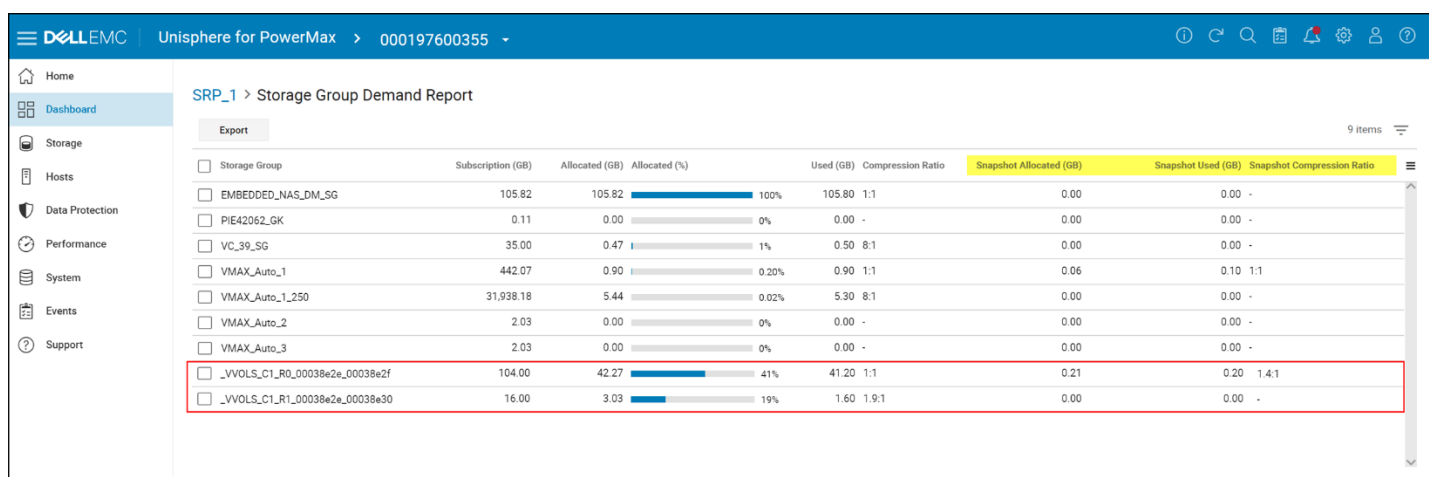 DELLEMC Unisphere for PowerMax > 000197600355
Home
Dashboard
Storage
Hosts
Data Protection
Performance
System
Events
Support
SRP_1 > Storage Group Demand Report
Export 9 items
Storage Group Subscription (GB) Allocated (GB) Allocated (%) Used (GB) Compression Ratio Snapshot Allocated (GB) Snapshot Used (GB) Snapshot Compression Ratio
EMBEDDED_NAS_DM_SG 105.82 105.82 100% 105.80 1:1 0.00 0.00 -
PIE42062_GK 0.11 0.00 0% 0.00 - 0.00 0.00 -
VC_39_SG 35.00 0.47 1% 0.50 8:1 0.00 0.00 -
VMAX_Auto_1 442.07 0.90 0.20% 0.90 1:1 0.06 0.10 1:1
VMAX_Auto_1_250 31,938.18 5.44 0.02% 5.30 8:1 0.00 0.00 -
VMAX_Auto_2 2.03 0.00 0% 0.00 - 0.00 0.00 -
VMAX_Auto_3 2.03 0.00 0% 0.00 - 0.00 0.00 -
_VVOLS_C1_R0_00038e2e_00038e2f 104.00 42.27 41% 41.20 1:1 0.21 0.20 1.4:1
_VVOLS_C1_R1_00038e2e_00038e30 16.00 3.03 19% 1.60 1.9:1 0.00 0.00 -